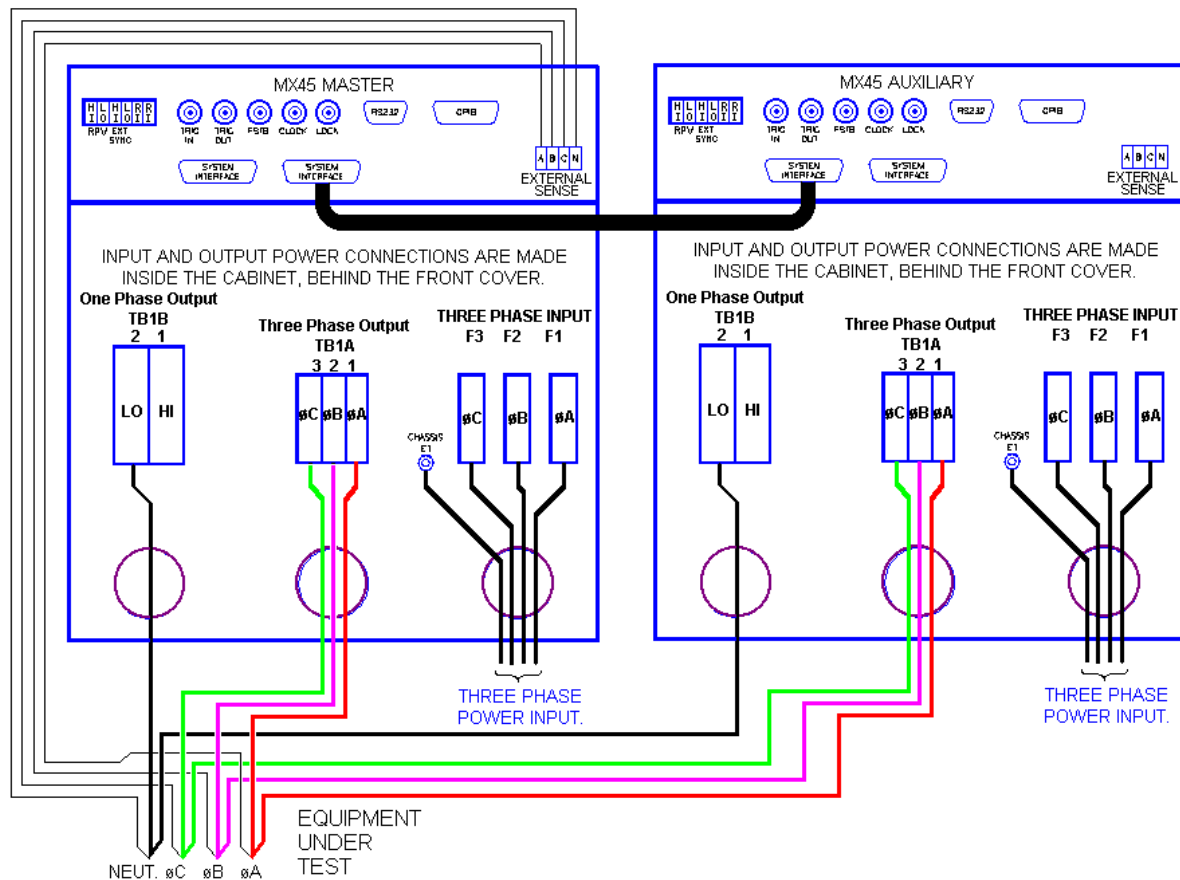 MX45 MASTER
H L H L R R
I O I O I I
RPV EXT
SYNC
TRIG
IN
TRIG
OUT
FSTB
CLOCK
LOCK
RS232
GPIB
SYSTEM
INTERFACE
SYSTEM
INTERFACE
A B C N
EXTERNAL
SENSE
INPUT AND OUTPUT POWER CONNECTIONS ARE MADE
INSIDE THE CABINET, BEHIND THE FRONT COVER.
One Phase Output
TB1B
2 1
LO HI
Three Phase Output
TB1A
3 2 1
øC øB øA
THREE PHASE INPUT
F3 F2 F1
øC øB øA
CHASSIS
E1
THREE PHASE
POWER INPUT.
MX45 AUXILIARY
H L H L R R
I O I O I I
RPV EXT
SYNC
TRIG
IN
TRIG
OUT
FSTB
CLOCK
LOCK
RS232
GPIB
SYSTEM
INTERFACE
SYSTEM
INTERFACE
A B C N
EXTERNAL
SENSE
INPUT AND OUTPUT POWER CONNECTIONS ARE MADE
INSIDE THE CABINET, BEHIND THE FRONT COVER.
One Phase Output
TB1B
2 1
LO HI
Three Phase Output
TB1A
3 2 1
øC øB øA
THREE PHASE INPUT
F3 F2 F1
øC øB øA
CHASSIS
E1
THREE PHASE
POWER INPUT.
EQUIPMENT
UNDER
TEST
NEUT. øC øB øA